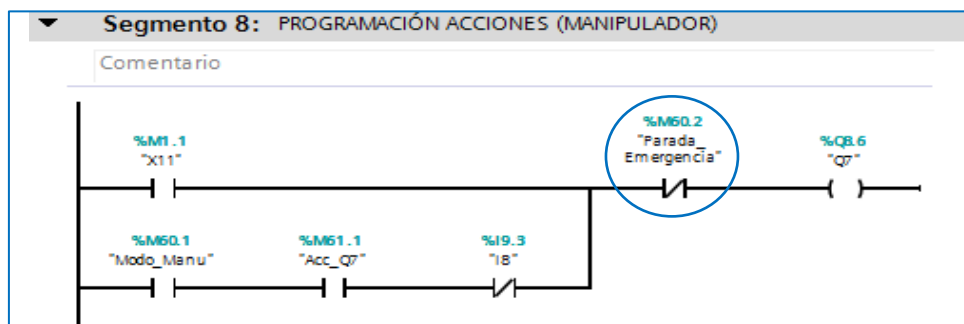 Segmento 8: PROGRAMACIÓN ACCIONES (MANIPULADOR)
Comentario
%M1.1
"X11"
%M60.2
"Parada_
Emergencia"
%Q8.6
"Q7"
%M60.1
"Modo_Manu"
%M61.1
"Acc_Q7"
%I9.3
"I8"